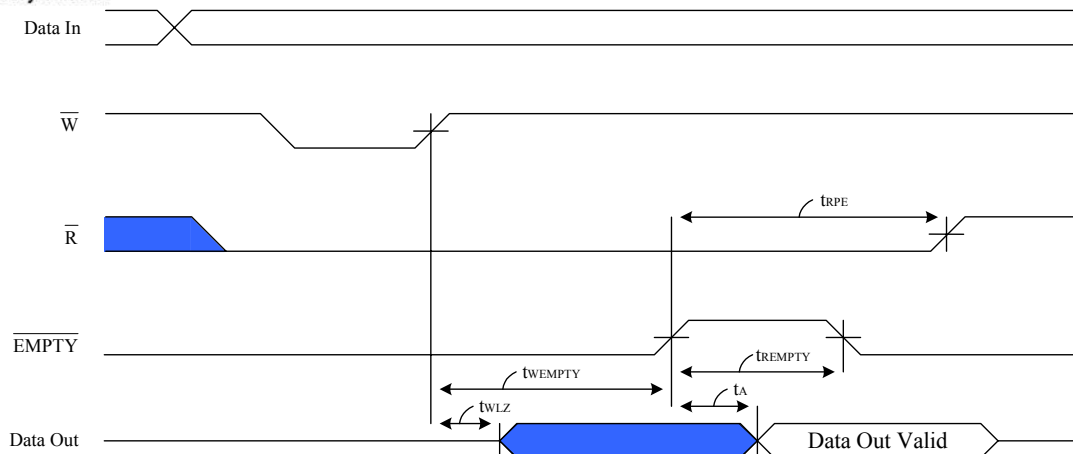 Data In
W
R
tRPE
EMPTY
tREMPTY
tWEMPTY
tA
tWLZ
Data Out
Data Out Valid